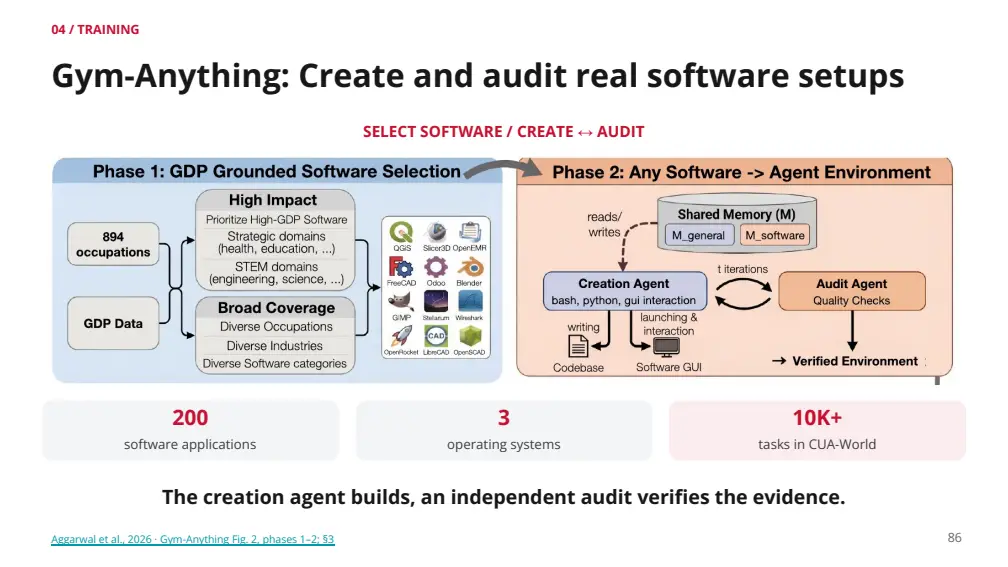 04 / TRAINING
Gym-Anything: Create and audit real software setups
SELECT SOFTWARE / CREATE ↔ AUDIT
Phase 1: GDP Grounded Software Selection
894
occupations
GDP Data
High Impact
Prioritize High-GDP Software
Strategic domains
(health, education, ...)
STEM domains
(engineering, science, ...)
Broad Coverage
Diverse Occupations
Diverse Industries
Diverse Software categories
QGIS Slicer3D OpenEMR
FreeCAD Odoo Blender
GIMP Stellarium Wireshark
CAD
OpenRocket LibreCAD OpenSCAD
Phase 2: Any Software -> Agent Environment
reads/
writes
Shared Memory (M)
M_general M_software
Creation Agent
bash, python, gui interaction
t iterations
Audit Agent
Quality Checks
writing
launching &
interaction
Codebase
Software GUI
→ Verified Environment
200
software applications
3
operating systems
10K+
tasks in CUA-World
The creation agent builds, an independent audit verifies the evidence.
Aggarwal et al., 2026 · Gym-Anything Fig. 2, phases 1–2; §3
86